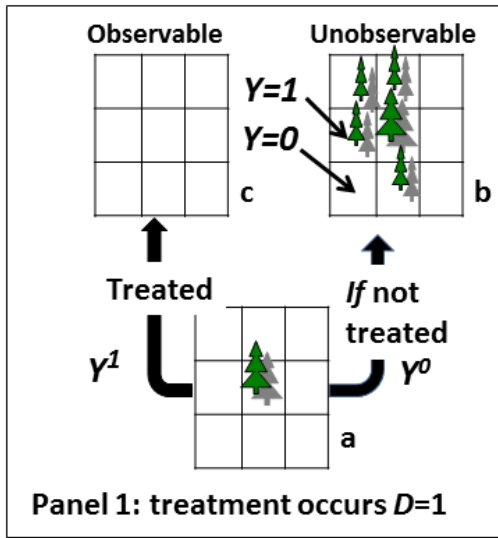 Observable
Unobservable
Y=1
Y=0
c
b
Treated
If not
treated
Y¹
Y⁰
a
Panel 1: treatment occurs D=1